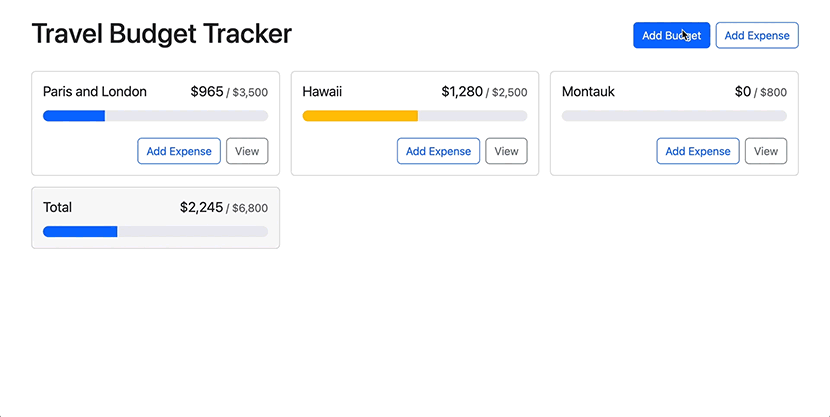 Travel Budget Tracker
Add Budget
Add Expense
Paris and London $965 / $3,500
Add Expense View
Hawaii $1,280 / $2,500
Add Expense View
Montauk $0 / $800
Add Expense View
Total $2,245 / $6,800